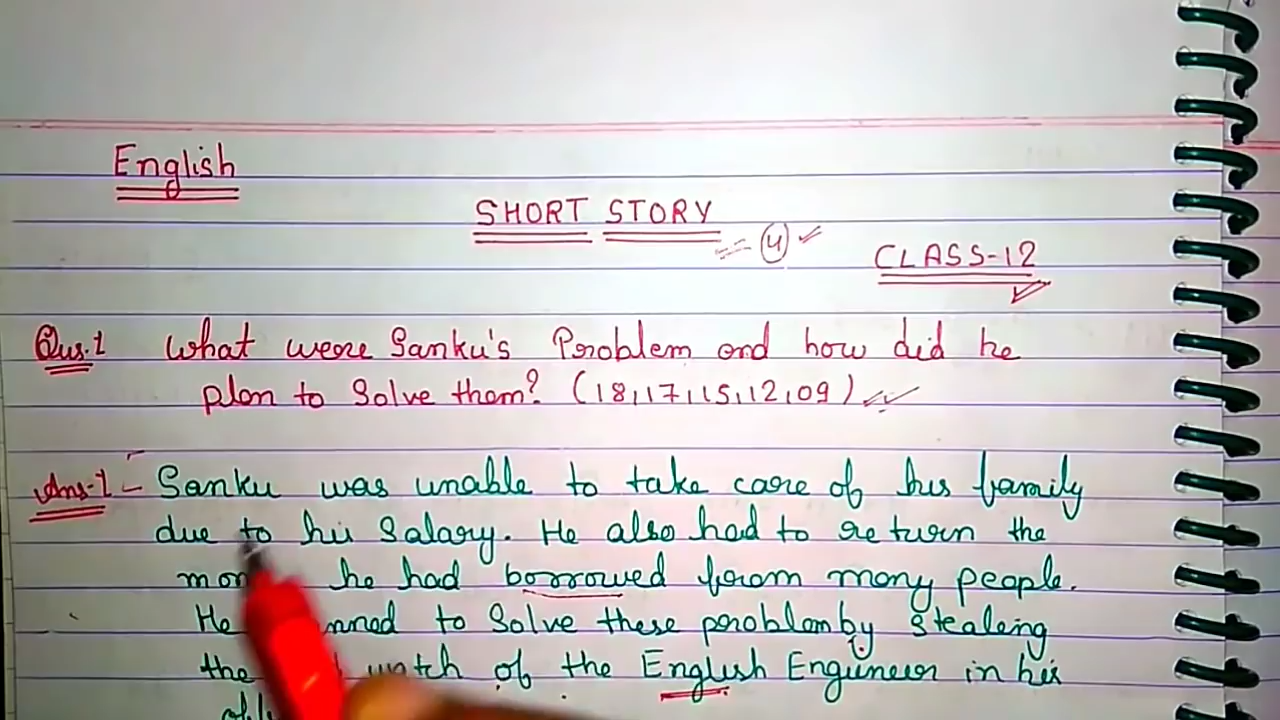 English
SHORT STORY
4
CLASS-12
Qus.1 What were Sanku's Problem and how did he
plan to Solve them? (18,17,15,12,09)
Ans-1 - Sanku was unable to take care of his family
due to his Salary. He also had to return the
he had borrowed from many people.
He to Solve these problem by Stealing
the of the English Engineer in his